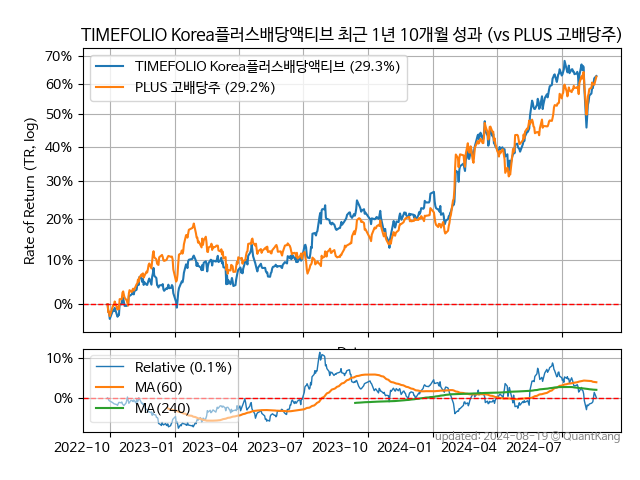 TIMEFOLIO Korea플러스배당액티브 최근 1년 10개월 성과 (vs PLUS 고배당주)
70%
60%
50%
40%
30%
20%
10%
0%
Rate of Return (TR, log)
TIMEFOLIO Korea플러스배당액티브 (29.3%)
PLUS 고배당주 (29.2%)
10%
0%
Relative (0.1%)
MA(60)
MA(240)
2022-10 2023-01 2023-04 2023-07 2023-10 2024-01 2024-04 2024-07
updated: 2024-08-19 © QuantKang